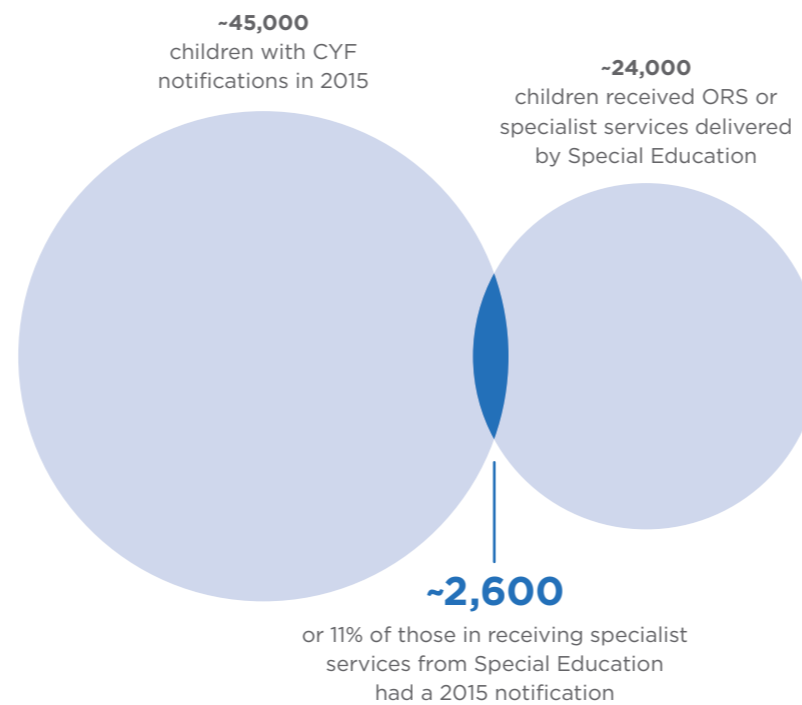 ~45,000
children with CYF
notifications in 2015
~24,000
children received ORS or
specialist services delivered
by Special Education
~2,600
or 11% of those in receiving specialist
services from Special Education
had a 2015 notification